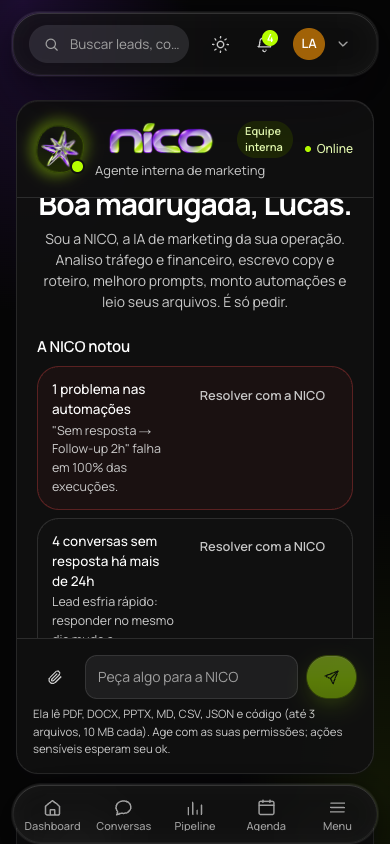 Buscar leads, co...
4
LA
nico
Equipe
interna
Online
Agente interna de marketing
Boa madrugada, Lucas.
Sou a NICO, a IA de marketing da sua operação.
Analiso tráfego e financeiro, escrevo copy e
roteiro, melhoro prompts, monto automações e
leio seus arquivos. É só pedir.
A NICO notou
1 problema nas
automações
Resolver com a NICO
"Sem resposta →
Follow-up 2h" falha
em 100% das
execuções.
4 conversas sem
resposta há mais
de 24h
Resolver com a NICO
Lead esfria rápido:
responder no mesmo
Peça algo para a NICO
Ela lê PDF, DOCX, PPTX, MD, CSV, JSON e código (até 3
arquivos, 10 MB cada). Age com as suas permissões; ações
sensíveis esperam seu ok.
Dashboard
Conversas
Pipeline
Agenda
Menu